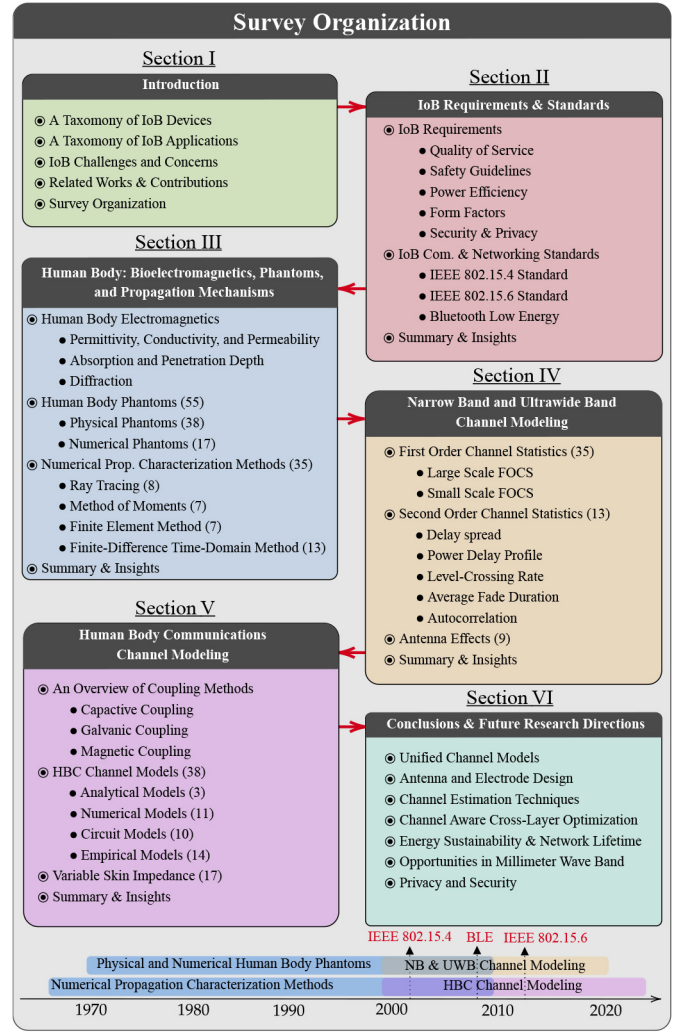 Survey Organization
Section I
Introduction
A Taxomony of IoB Devices
A Taxomony of IoB Applications
IoB Challenges and Concerns
Related Works & Contributions
Survey Organization
Section II
IoB Requirements & Standards
IoB Requirements
Quality of Service
Safety Guidelines
Power Efficiency
Form Factors
Security & Privacy
IoB Com. & Networking Standards
IEEE 802.15.4 Standard
IEEE 802.15.6 Standard
Bluetooth Low Energy
Summary & Insights
Section III
Human Body: Bioelectromagnetics, Phantoms,
and Propagation Mechanisms
Human Body Electromagnetics
Permittivity, Conductivity, and Permeability
Absorption and Penetration Depth
Diffraction
Human Body Phantoms (55)
Physical Phantoms (38)
Numerical Phantoms (17)
Numerical Prop. Characterization Methods (35)
Ray Tracing (8)
Method of Moments (7)
Finite Element Method (7)
Finite-Difference Time-Domain Method (13)
Summary & Insights
Section IV
Narrow Band and Ultrawide Band
Channel Modeling
First Order Channel Statistics (35)
Large Scale FOCS
Small Scale FOCS
Second Order Channel Statistics (13)
Delay spread
Power Delay Profile
Level-Crossing Rate
Average Fade Duration
Autocorrelation
Antenna Effects (9)
Summary & Insights
Section V
Human Body Communications
Channel Modeling
An Overview of Coupling Methods
Capactive Coupling
Galvanic Coupling
Magnetic Coupling
HBC Channel Models (38)
Analytical Models (3)
Numerical Models (11)
Circuit Models (10)
Empirical Models (14)
Variable Skin Impedance (17)
Summary & Insights
Section VI
Conclusions & Future Research Directions
Unified Channel Models
Antenna and Electrode Design
Channel Estimation Techniques
Channel Aware Cross-Layer Optimization
Energy Sustainability & Network Lifetime
Opportunities in Millimeter Wave Band
Privacy and Security
IEEE 802.15.4 BLE IEEE 802.15.6
Physical and Numerical Human Body Phantoms NB & UWB Channel Modeling
Numerical Propagation Characterization Methods HBC Channel Modeling
1970 1980 1990 2000 2010 2020